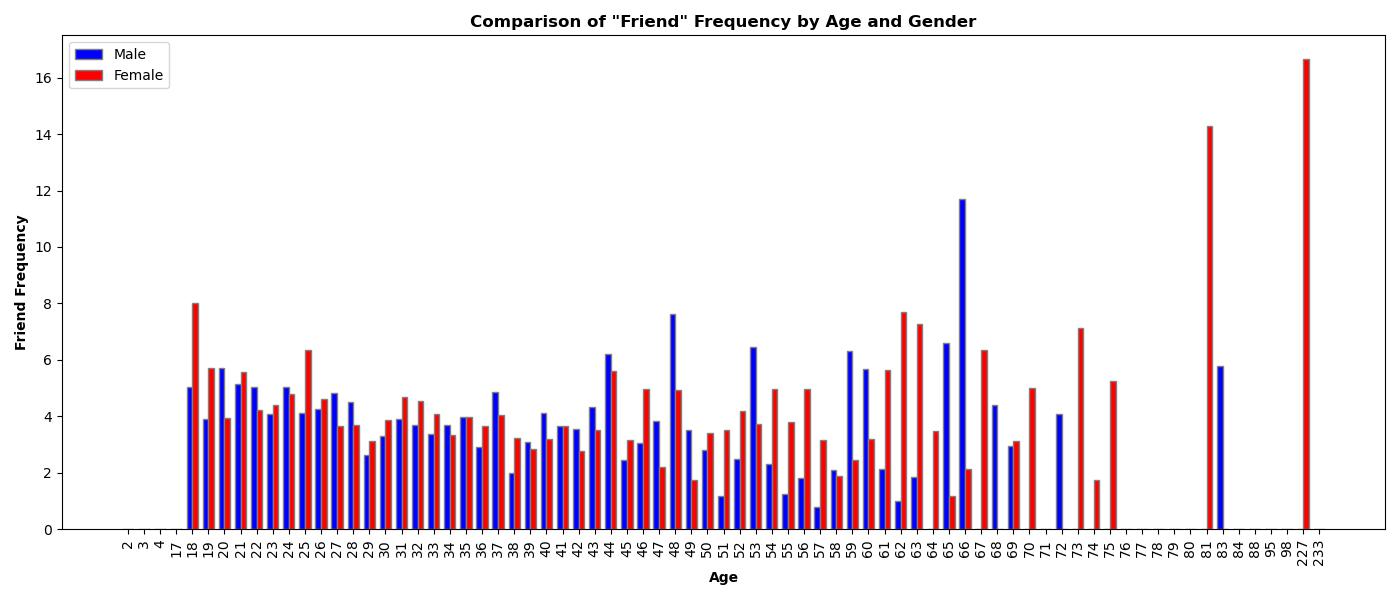 Comparison of "Friend" Frequency by Age and Gender
Male
Female
Friend Frequency
16
14
12
10
8
6
4
2
0
2 3 4 17 18 19 20 21 22 23 24 25 26 27 28 29 30 31 32 33 34 35 36 37 38 39 40 41 42 43 44 45 46 47 48 49 50 51 52 53 54 55 56 57 58 59 60 61 62 63 64 65 66 67 68 69 70 71 72 73 74 75 76 77 78 79 80 81 83 84 88 95 98 227 233
Age